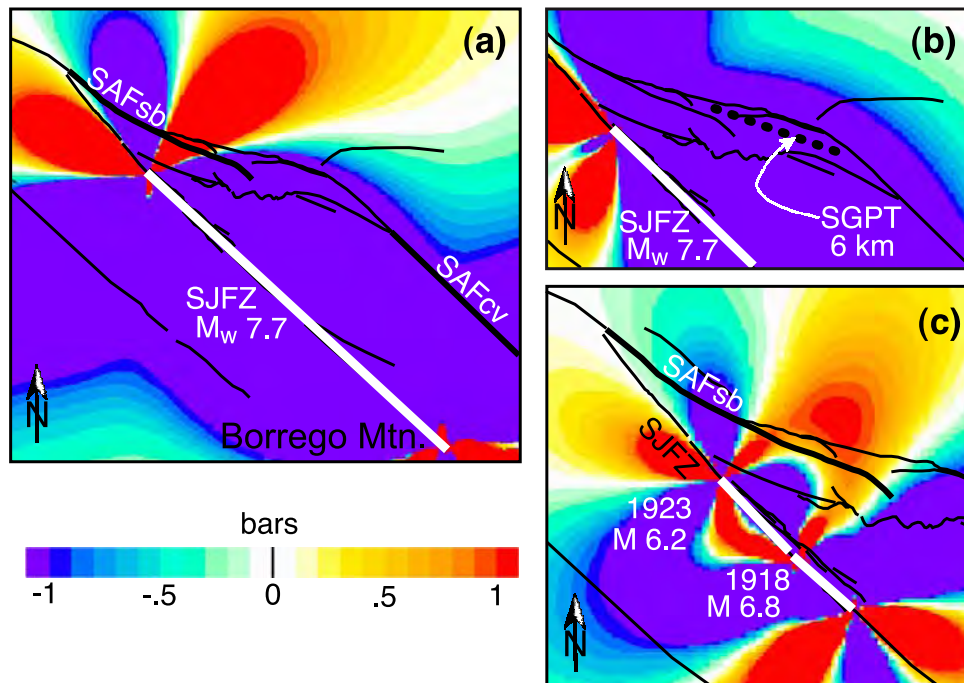 (a)
SAFsb
SJFZ
Mw 7.7
SAFcv
Borrego Mtn.
N
(b)
SGPT
6 km
SJFZ
Mw 7.7
N
(c)
SAFsb
SJFZ
1923
M 6.2
1918
M 6.8
N
bars
-1 -.5 0 .5 1